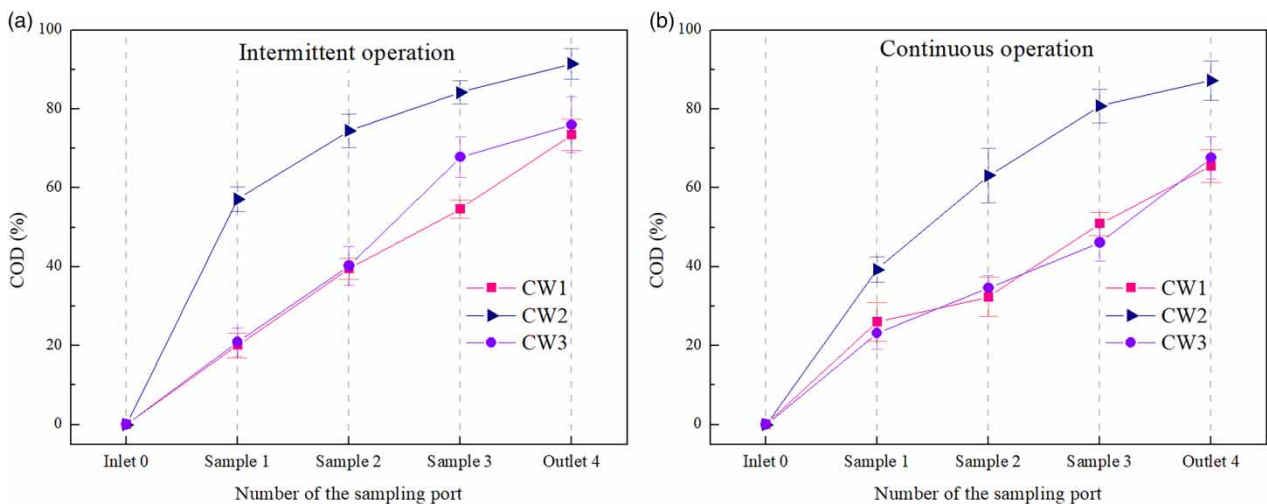 (a)
Intermittent operation
COD (%)
100
80
60
40
20
0
CW1
CW2
CW3
Inlet 0 Sample 1 Sample 2 Sample 3 Outlet 4
Number of the sampling port
(b)
Continuous operation
COD (%)
100
80
60
40
20
0
CW1
CW2
CW3
Inlet 0 Sample 1 Sample 2 Sample 3 Outlet 4
Number of the sampling port